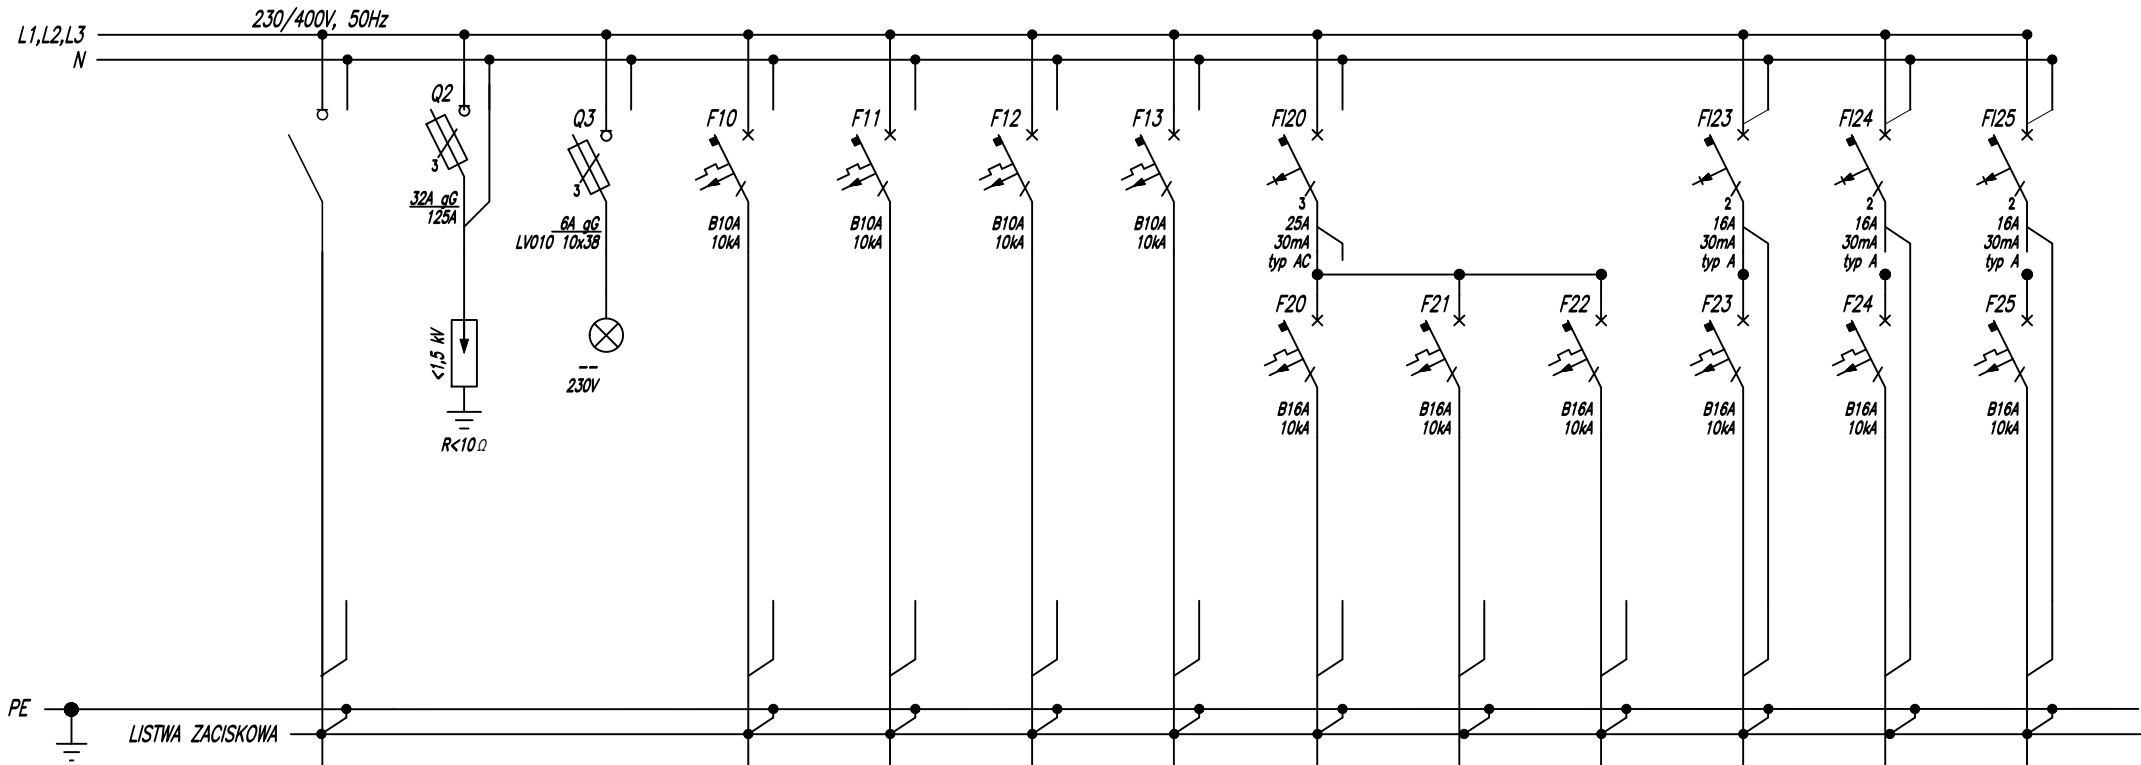 230/400V, 50Hz
L1,L2,L3
N
Q2
3
32A gG
125A
<1,5 kV
R<10Ω
Q3
3
6A gG
LV010 10x38
--
230V
F10
B10A
10kA
F11
B10A
10kA
F12
B10A
10kA
F13
B10A
10kA
FI20
3
25A
30mA
typ AC
F20
B16A
10kA
F21
B16A
10kA
F22
B16A
10kA
FI23
2
16A
30mA
typ A
F23
B16A
10kA
FI24
2
16A
30mA
typ A
F24
B16A
10kA
FI25
2
16A
30mA
typ A
F25
B16A
10kA
PE
LISTWA ZACISKOWA